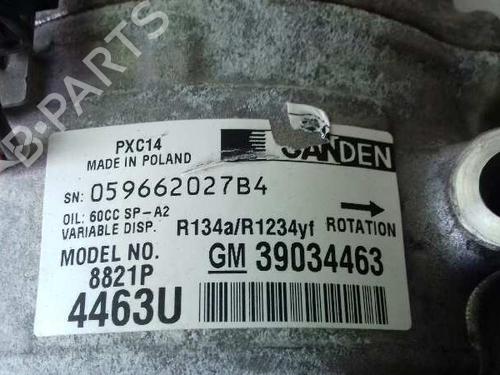 B-PARTS
PXC14
MADE IN POLAND
SANDEN
SN: 059662027B4
OIL: 60CC SP-A2
VARIABLE DISP.
R134a/R1234yf
ROTATION
MODEL NO.
8821P
4463U
GM 39034463